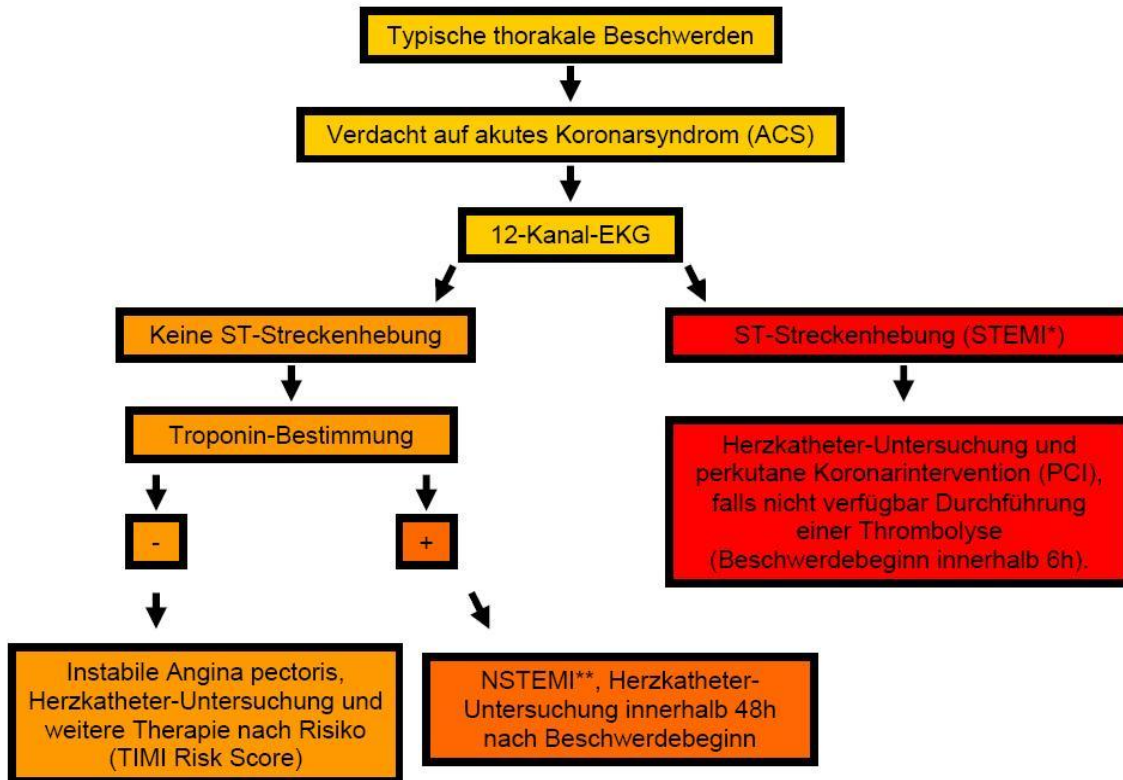 Typische thorakale Beschwerden
Verdacht auf akutes Koronarsyndrom (ACS)
12-Kanal-EKG
Keine ST-Streckenhebung
ST-Streckenhebung (STEMI*)
Troponin-Bestimmung
Herzkatheter-Untersuchung und
perkutane Koronarintervention (PCI),
falls nicht verfügbar Durchführung
einer Thrombolyse
(Beschwerdebeginn innerhalb 6h).
-
+
Instabile Angina pectoris,
Herzkatheter-Untersuchung und
weitere Therapie nach Risiko
(TIMI Risk Score)
NSTEMI**, Herzkatheter-
Untersuchung innerhalb 48h
nach Beschwerdebeginn